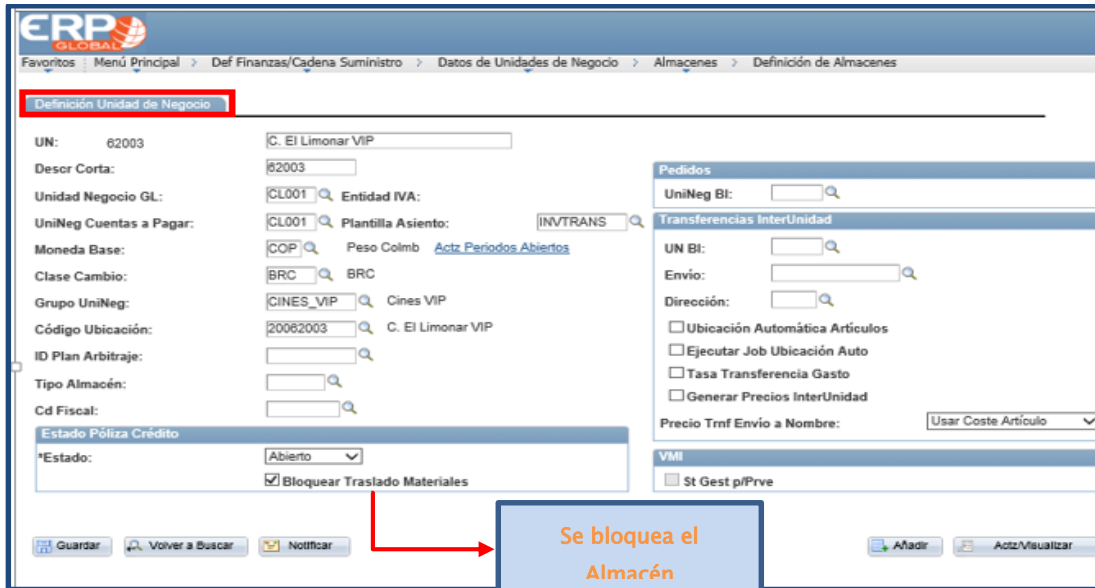 ERP
GLOBAL
Favoritos Menú Principal > Def Finanzas/Cadena Suministro > Datos de Unidades de Negocio > Almacenes > Definición de Almacenes
Definición Unidad de Negocio
UN: 62003 C. El Limonar VIP
Descr Corta: 62003
Unidad Negocio GL: CL001 Entidad IVA:
UniNeg Cuentas a Pagar: CL001 Plantilla Asiento: INVTRANS
Moneda Base: COP Peso Colmb Actz Periodos Abiertos
Clase Cambio: BRC BRC
Grupo UniNeg: CINES_VIP Cines VIP
Código Ubicación: 20062003 C. El Limonar VIP
ID Plan Arbitraje:
Tipo Almacén:
Cd Fiscal:
Estado Póliza Crédito
*Estado: Abierto
Bloquear Traslado Materiales
Pedidos
UniNeg BI:
Transferencias InterUnidad
UN BI:
Envío:
Dirección:
Ubicación Automática Artículos
Ejecutar Job Ubicación Auto
Tasa Transferencia Gasto
Generar Precios InterUnidad
Precio Trnf Envío a Nombre: Usar Coste Artículo
VMI
St Gest p/Prve
Guardar Volver a Buscar Notificar Añadir Actz/Visualizar
Se bloquea el
Almacén